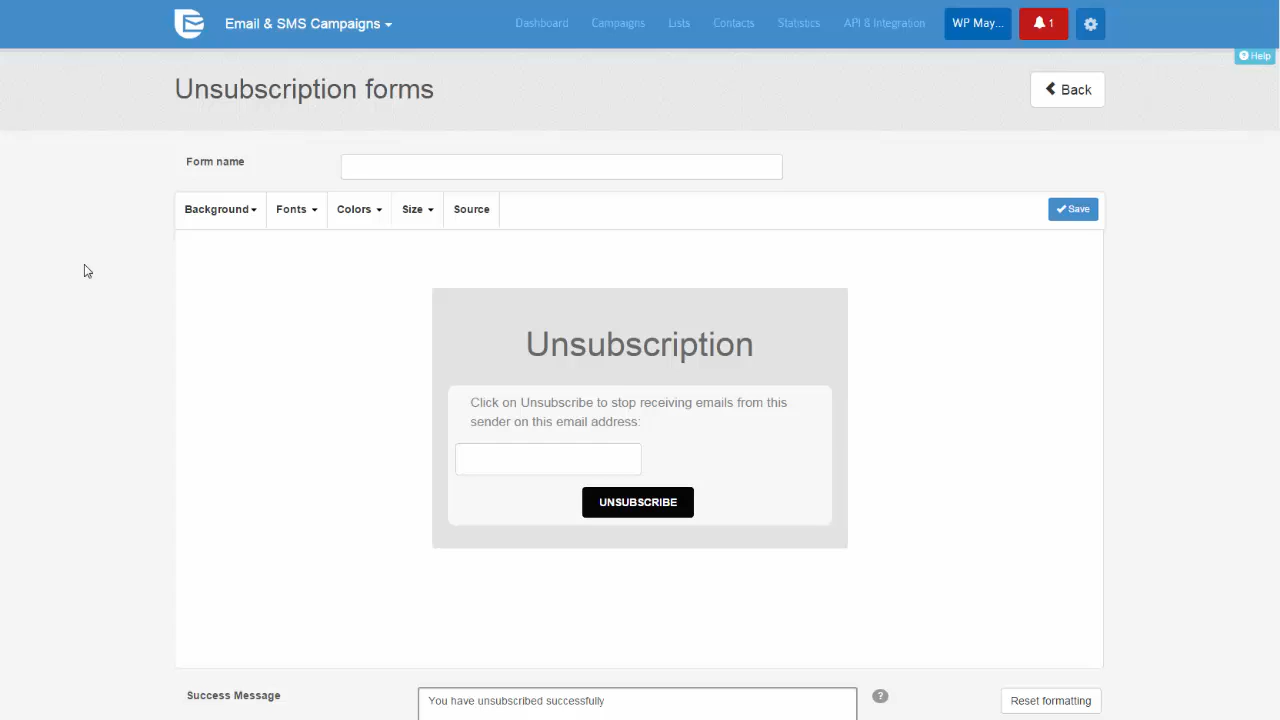 Email & SMS Campaigns
Dashboard Campaigns Lists Contacts Statistics API & Integration WP May... 1
Help
Unsubscription forms
Back
Form name
Background Fonts Colors Size Source Save
Unsubscription
Click on Unsubscribe to stop receiving emails from this
sender on this email address:
UNSUBSCRIBE
Success Message You have unsubscribed successfully ? Reset formatting